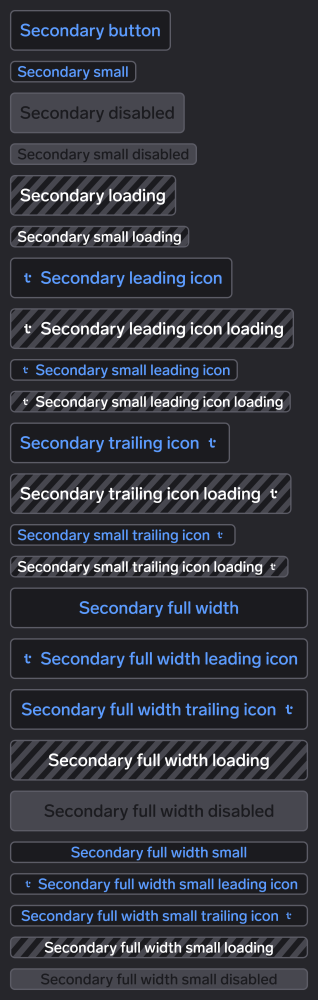 Secondary button
Secondary small
Secondary disabled
Secondary small disabled
Secondary loading
Secondary small loading
Secondary leading icon
Secondary leading icon loading
Secondary small leading icon
Secondary small leading icon loading
Secondary trailing icon
Secondary trailing icon loading
Secondary small trailing icon
Secondary small trailing icon loading
Secondary full width
Secondary full width leading icon
Secondary full width trailing icon
Secondary full width loading
Secondary full width disabled
Secondary full width small
Secondary full width small leading icon
Secondary full width small trailing icon
Secondary full width small loading
Secondary full width small disabled